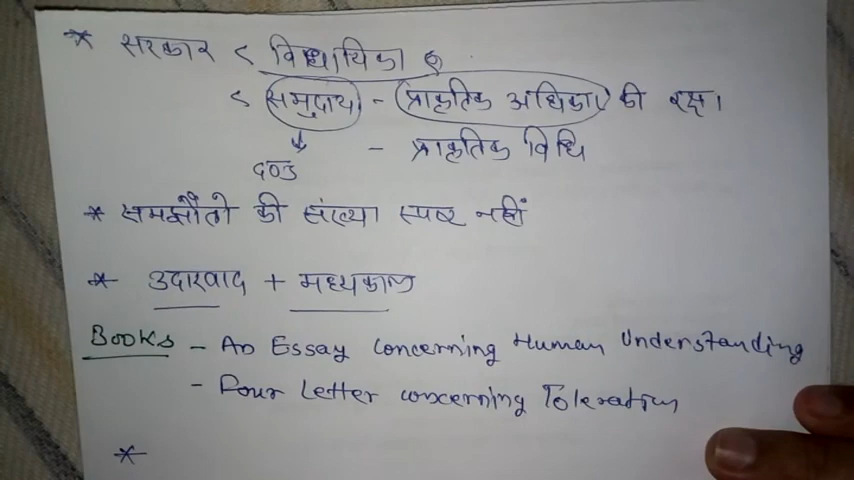 * सरकार < विधायिका
< समुदाय - प्राकृतिक अधिकार की रक्षा
↓ - प्राकृतिक विधि
दण्ड
* समझौतो की संख्या स्पष्ट नहीं
* उदारवाद + मध्यकाल
Books - An Essay Concerning Human Understanding
- Four Letter concerning Toleration
*